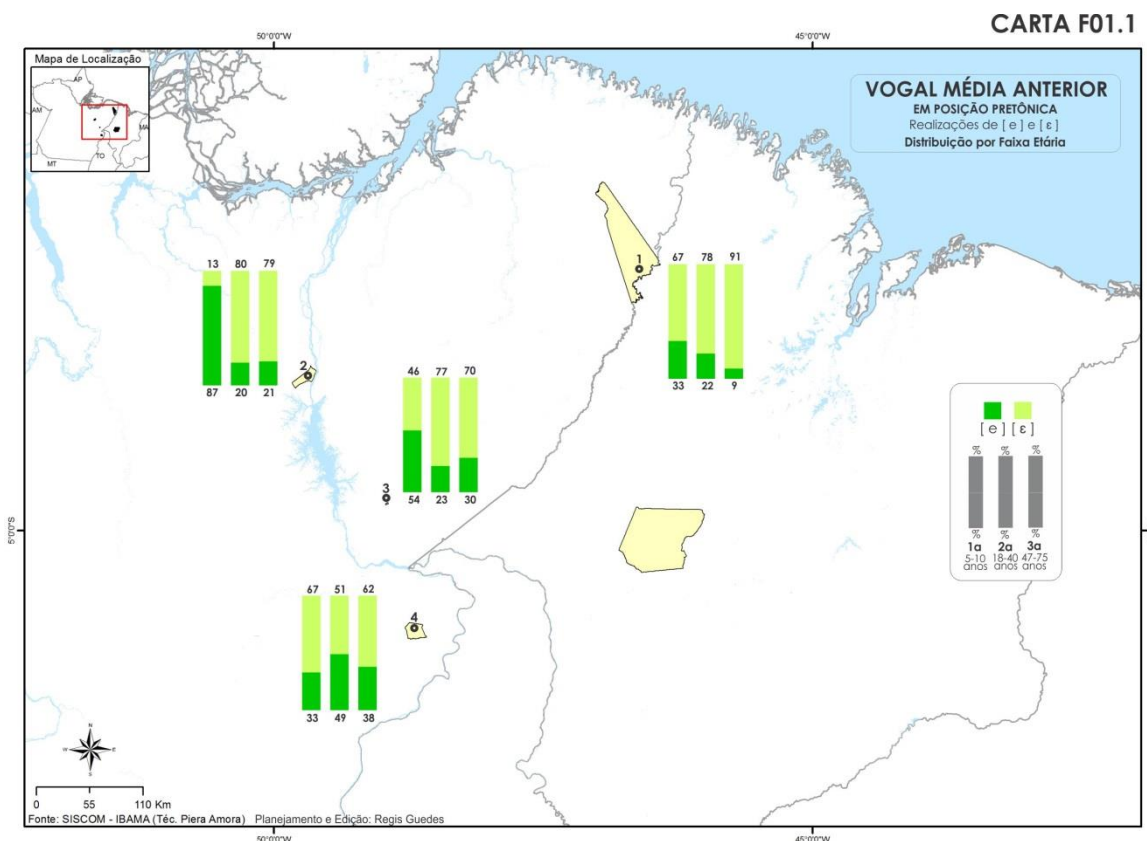 CARTA F01.1
50°0'0"W
45°0'0"W
Mapa de Localização
AP
AM
MA
TO
MT
VOGAL MÉDIA ANTERIOR
EM POSIÇÃO PRETÔNICA
Realizações de [ e ] e [ ε ]
Distribuição por Faixa Etária
1
67 78 91
33 22 9
13 80 79
2
87 20 21
46 77 70
3
54 23 30
[ e ] [ ε ]
% % %
% % %
1a 2a 3a
5-10 18-40 47-75
anos anos anos
5°0'0"S
67 51 62
4
33 49 38
N
W E
S
0 55 110 Km
Fonte: SISCOM - IBAMA (Téc. Piera Amora) Planejamento e Edição: Regis Guedes
50°0'0"W
45°0'0"W